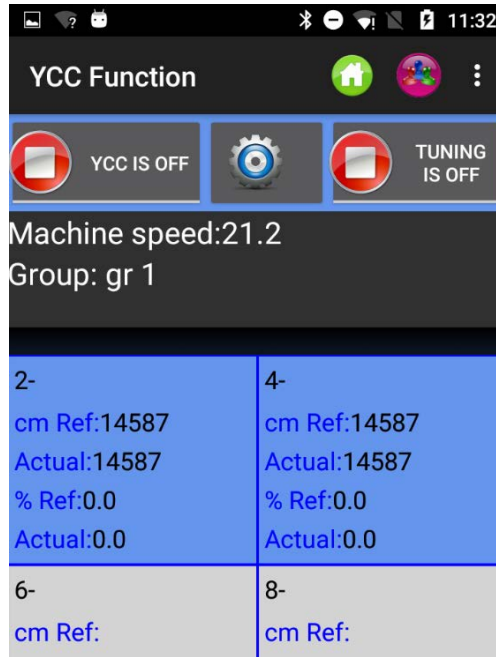 11:32
YCC Function
YCC IS OFF
TUNING
IS OFF
Machine speed:21.2
Group: gr 1
2-
cm Ref:14587
Actual:14587
% Ref:0.0
Actual:0.0
4-
cm Ref:14587
Actual:14587
% Ref:0.0
Actual:0.0
6-
cm Ref:
8-
cm Ref: